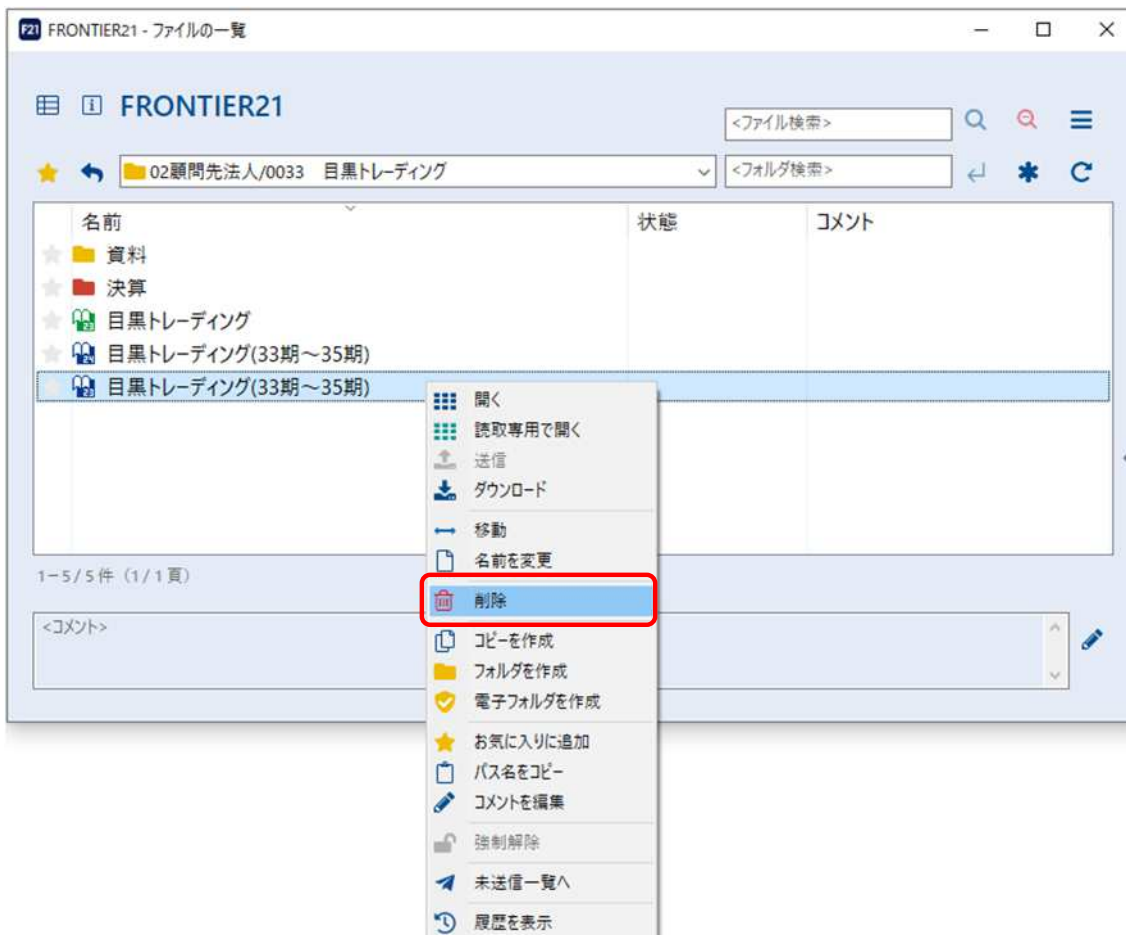 F21 FRONTIER21 - ファイルの一覧
FRONTIER21
<ファイル検索>
02顧問先法人/0033　目黒トレーディング
<フォルダ検索>
名前 状態 コメント
資料
決算
23 目黒トレーディング
24 目黒トレーディング(33期～35期)
23 目黒トレーディング(33期～35期)
開く
読取専用で開く
送信
ダウンロード
移動
名前を変更
1-5/5件（1/1頁）
削除
<コメント>
コピーを作成
フォルダを作成
電子フォルダを作成
お気に入りに追加
パス名をコピー
コメントを編集
強制解除
未送信一覧へ
履歴を表示